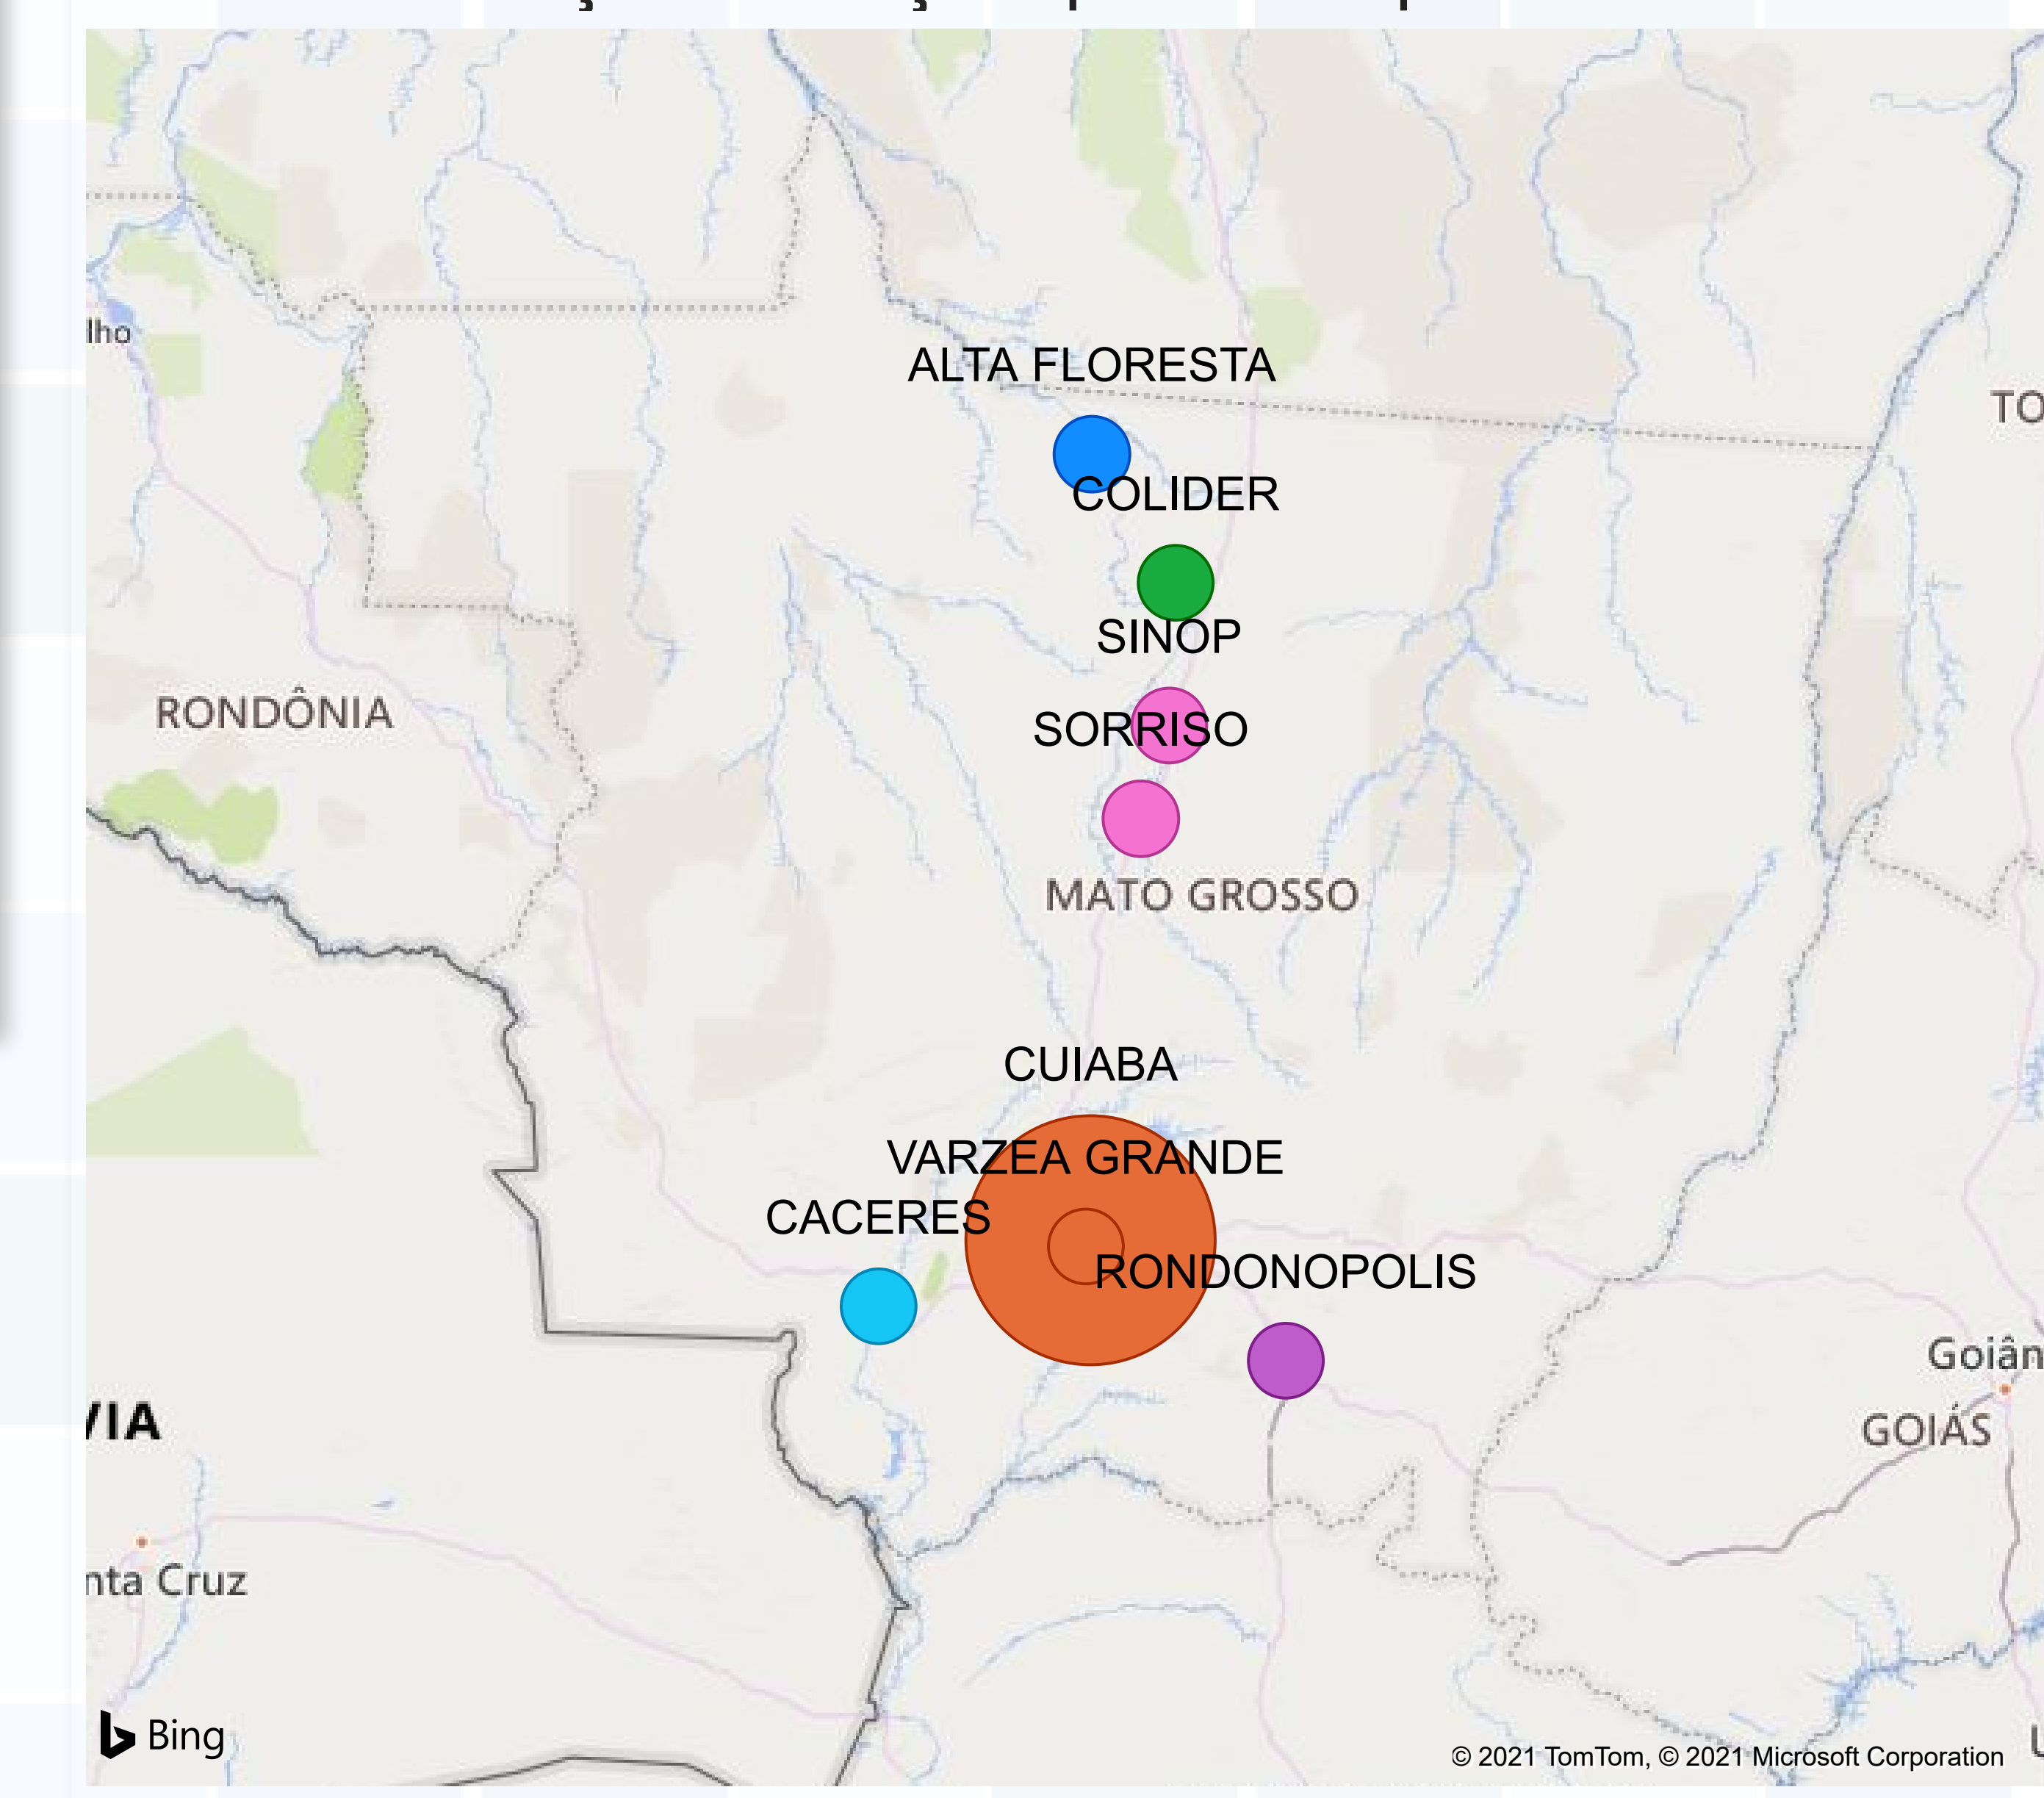 lho
ALTA FLORESTA
TO
COLIDER
SINOP
RONDÔNIA
SORRISO
MATO GROSSO
CUIABA
VARZEA GRANDE
CACERES
RONDONOPOLIS
Goiân
VIA
GOIÁS
nta Cruz
Bing
© 2021 TomTom, © 2021 Microsoft Corporation